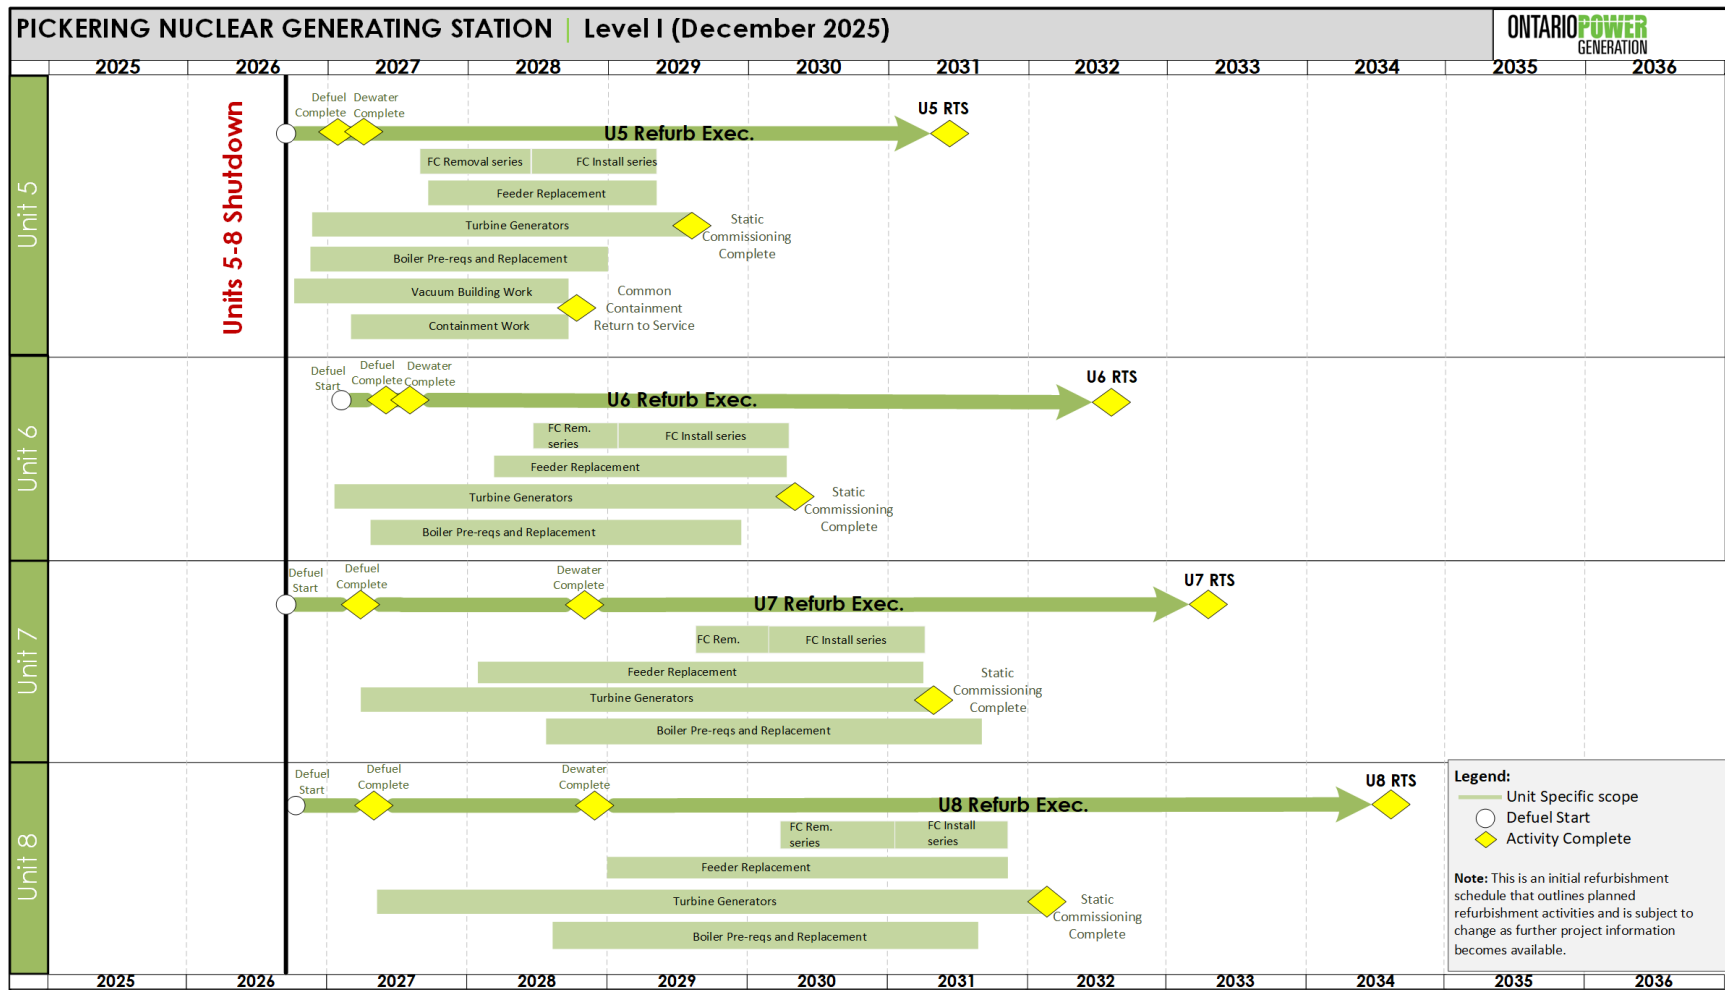 PICKERING NUCLEAR GENERATING STATION | Level I (December 2025)
ONTARIOPOWER
GENERATION
2025 2026 2027 2028 2029 2030 2031 2032 2033 2034 2035 2036
Units 5-8 Shutdown
Unit 5
Defuel
Complete
Dewater
Complete
U5 Refurb Exec.
U5 RTS
FC Removal series
FC Install series
Feeder Replacement
Turbine Generators
Static
Commissioning
Complete
Boiler Pre-reqs and Replacement
Vacuum Building Work
Common
Containment
Return to Service
Containment Work
Unit 6
Defuel
Start
Defuel
Complete
Dewater
Complete
U6 Refurb Exec.
U6 RTS
FC Rem.
series
FC Install series
Feeder Replacement
Turbine Generators
Static
Commissioning
Complete
Boiler Pre-reqs and Replacement
Unit 7
Defuel
Start
Defuel
Complete
Dewater
Complete
U7 Refurb Exec.
U7 RTS
FC Rem.
FC Install series
Feeder Replacement
Turbine Generators
Static
Commissioning
Complete
Boiler Pre-reqs and Replacement
Unit 8
Defuel
Start
Defuel
Complete
Dewater
Complete
U8 Refurb Exec.
U8 RTS
FC Rem.
series
FC Install
series
Feeder Replacement
Turbine Generators
Static
Commissioning
Complete
Boiler Pre-reqs and Replacement
Legend:
Unit Specific scope
Defuel Start
Activity Complete
Note: This is an initial refurbishment
schedule that outlines planned
refurbishment activities and is subject to
change as further project information
becomes available.
2025 2026 2027 2028 2029 2030 2031 2032 2033 2034 2035 2036